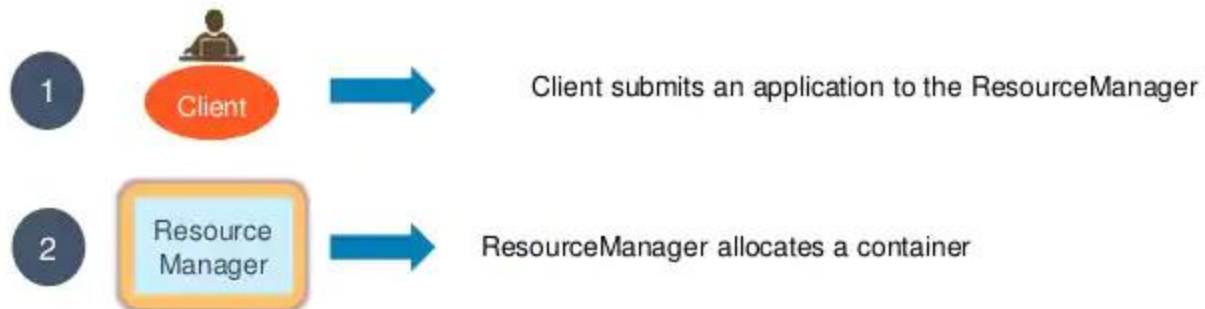 1
Client
Client submits an application to the ResourceManager
2
Resource
Manager
ResourceManager allocates a container